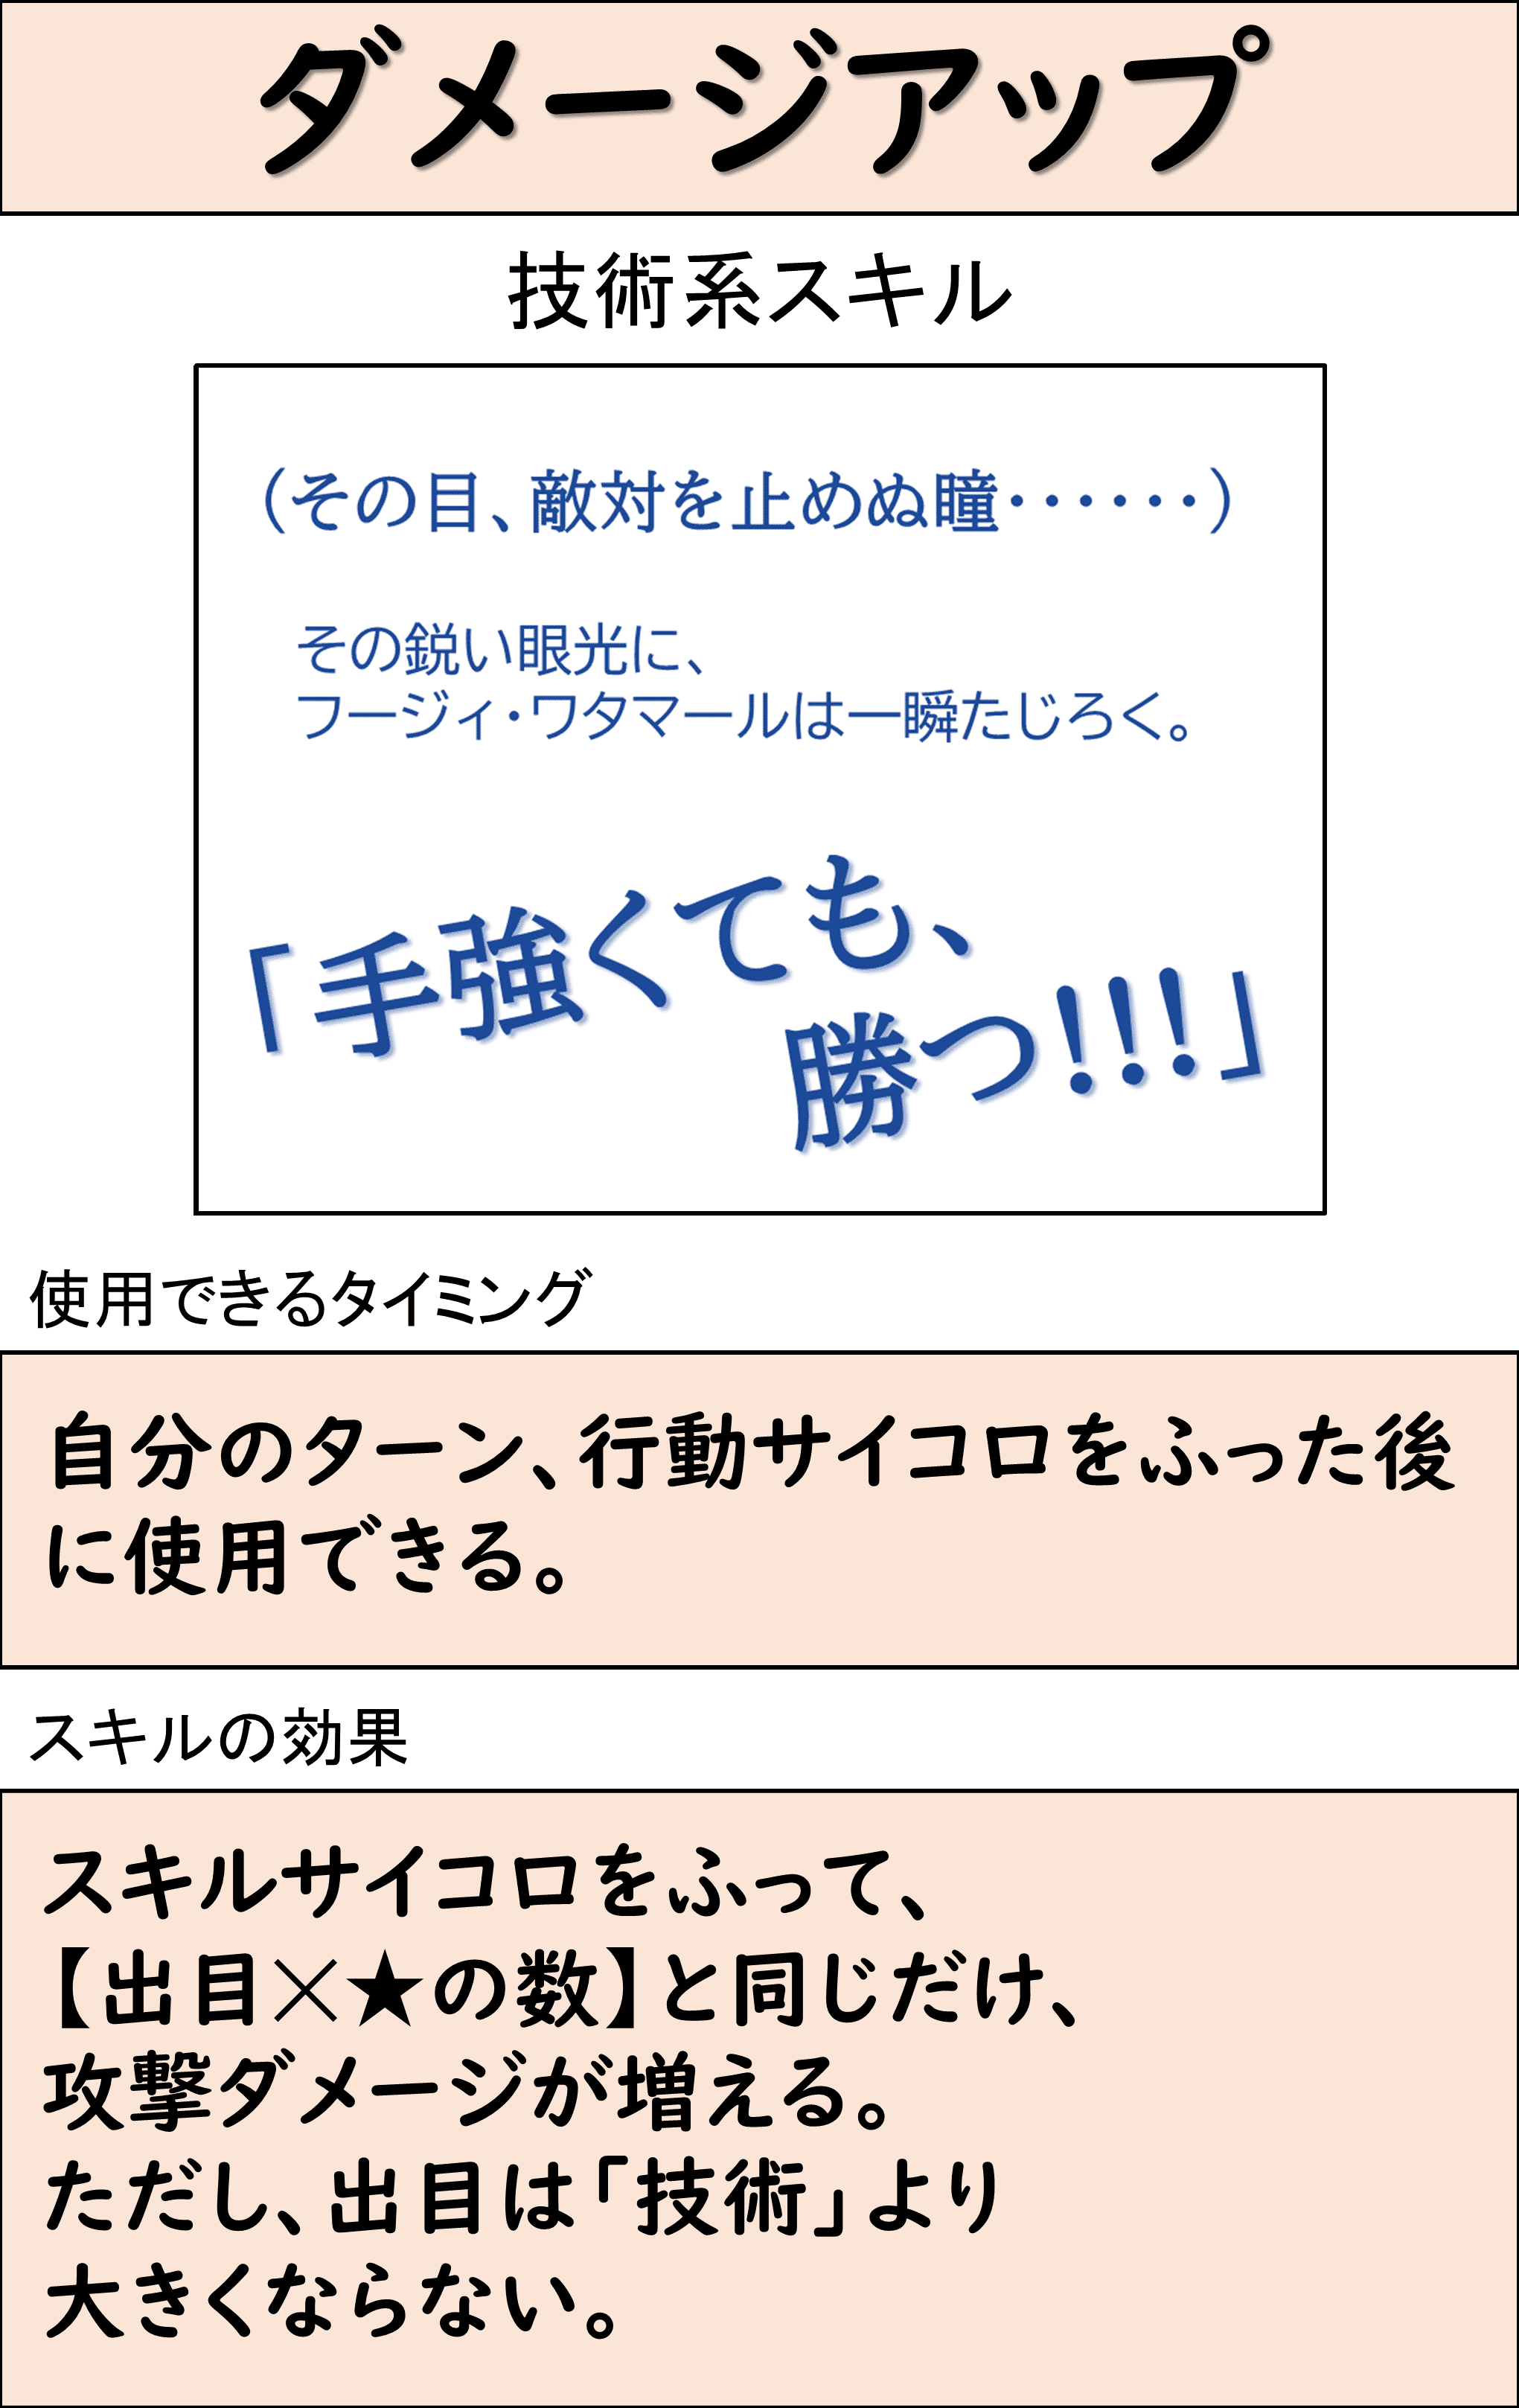 ダメージアップ
技術系スキル
（その目、敵対を止めぬ瞳・・・・・・）
その鋭い眼光に、
フージィ・ワタマールは一瞬たじろく。
「手強くても、
勝つ!!!」
使用できるタイミング
自分のターン、行動サイコロをふった後
に使用できる。
スキルの効果
スキルサイコロをふって、
【出目×★の数】と同じだけ、
攻撃ダメージが増える。
ただし、出目は「技術」より
大きくならない。